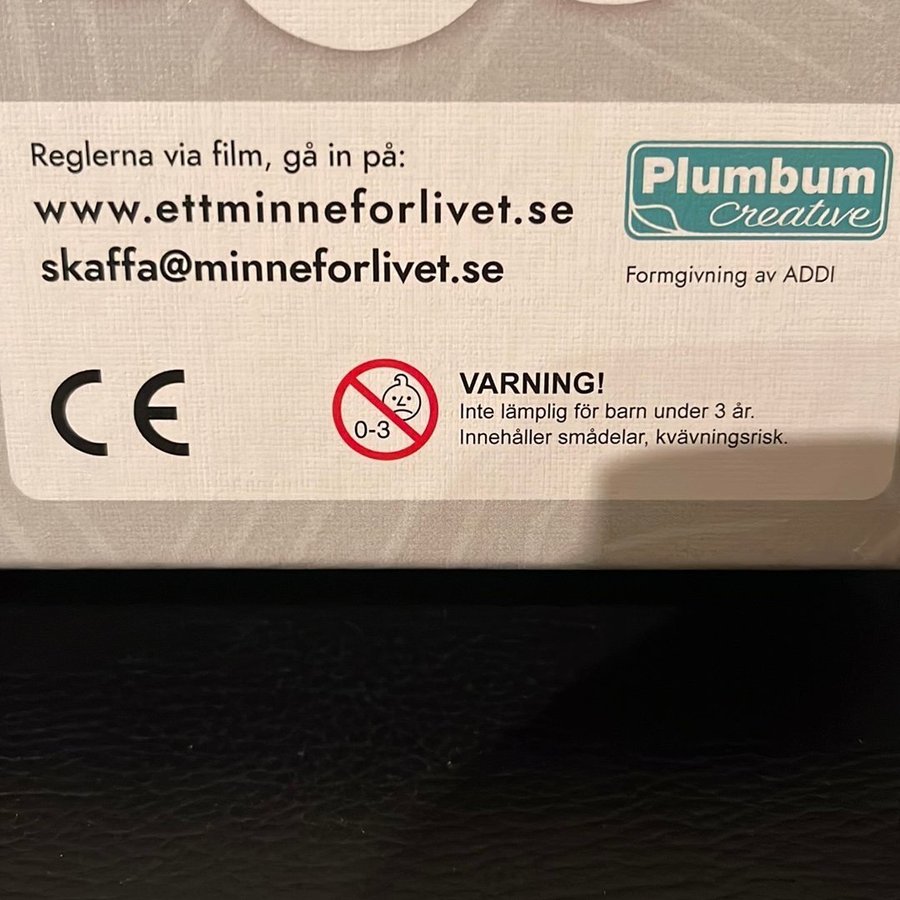 Reglerna via film, gå in på:
www.ettminneforlivet.se
skaffa@minneforlivet.se
Plumbum
creative
Formgivning av ADDI
CE
0-3
VARNING!
Inte lämplig för barn under 3 år.
Innehåller smådelar, kvävningsrisk.